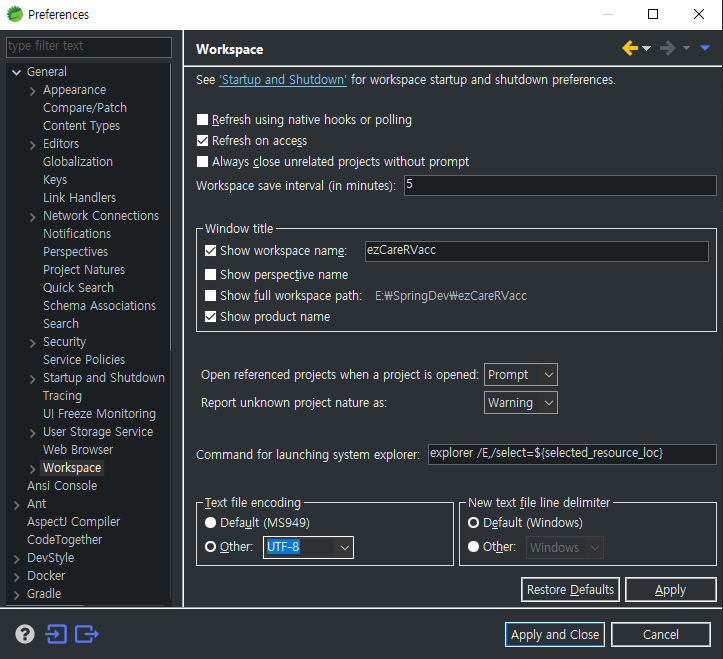 Preferences
type filter text
General
Appearance
Compare/Patch
Content Types
Editors
Globalization
Keys
Link Handlers
Network Connections
Notifications
Perspectives
Project Natures
Quick Search
Schema Associations
Search
Security
Service Policies
Startup and Shutdown
Tracing
UI Freeze Monitoring
User Storage Service
Web Browser
Workspace
Ansi Console
Ant
AspectJ Compiler
CodeTogether
DevStyle
Docker
Gradle
Workspace
See 'Startup and Shutdown' for workspace startup and shutdown preferences.
Refresh using native hooks or polling
Refresh on access
Always close unrelated projects without prompt
Workspace save interval (in minutes): 5
Window title
Show workspace name: ezCareRVacc
Show perspective name
Show full workspace path: E:₩SpringDev₩ezCareRVacc
Show product name
Open referenced projects when a project is opened: Prompt
Report unknown project nature as: Warning
Command for launching system explorer: explorer /E,/select=${selected_resource_loc}
Text file encoding
Default (MS949)
Other: UTF-8
New text file line delimiter
Default (Windows)
Other: Windows
Restore Defaults Apply
? Apply and Close Cancel